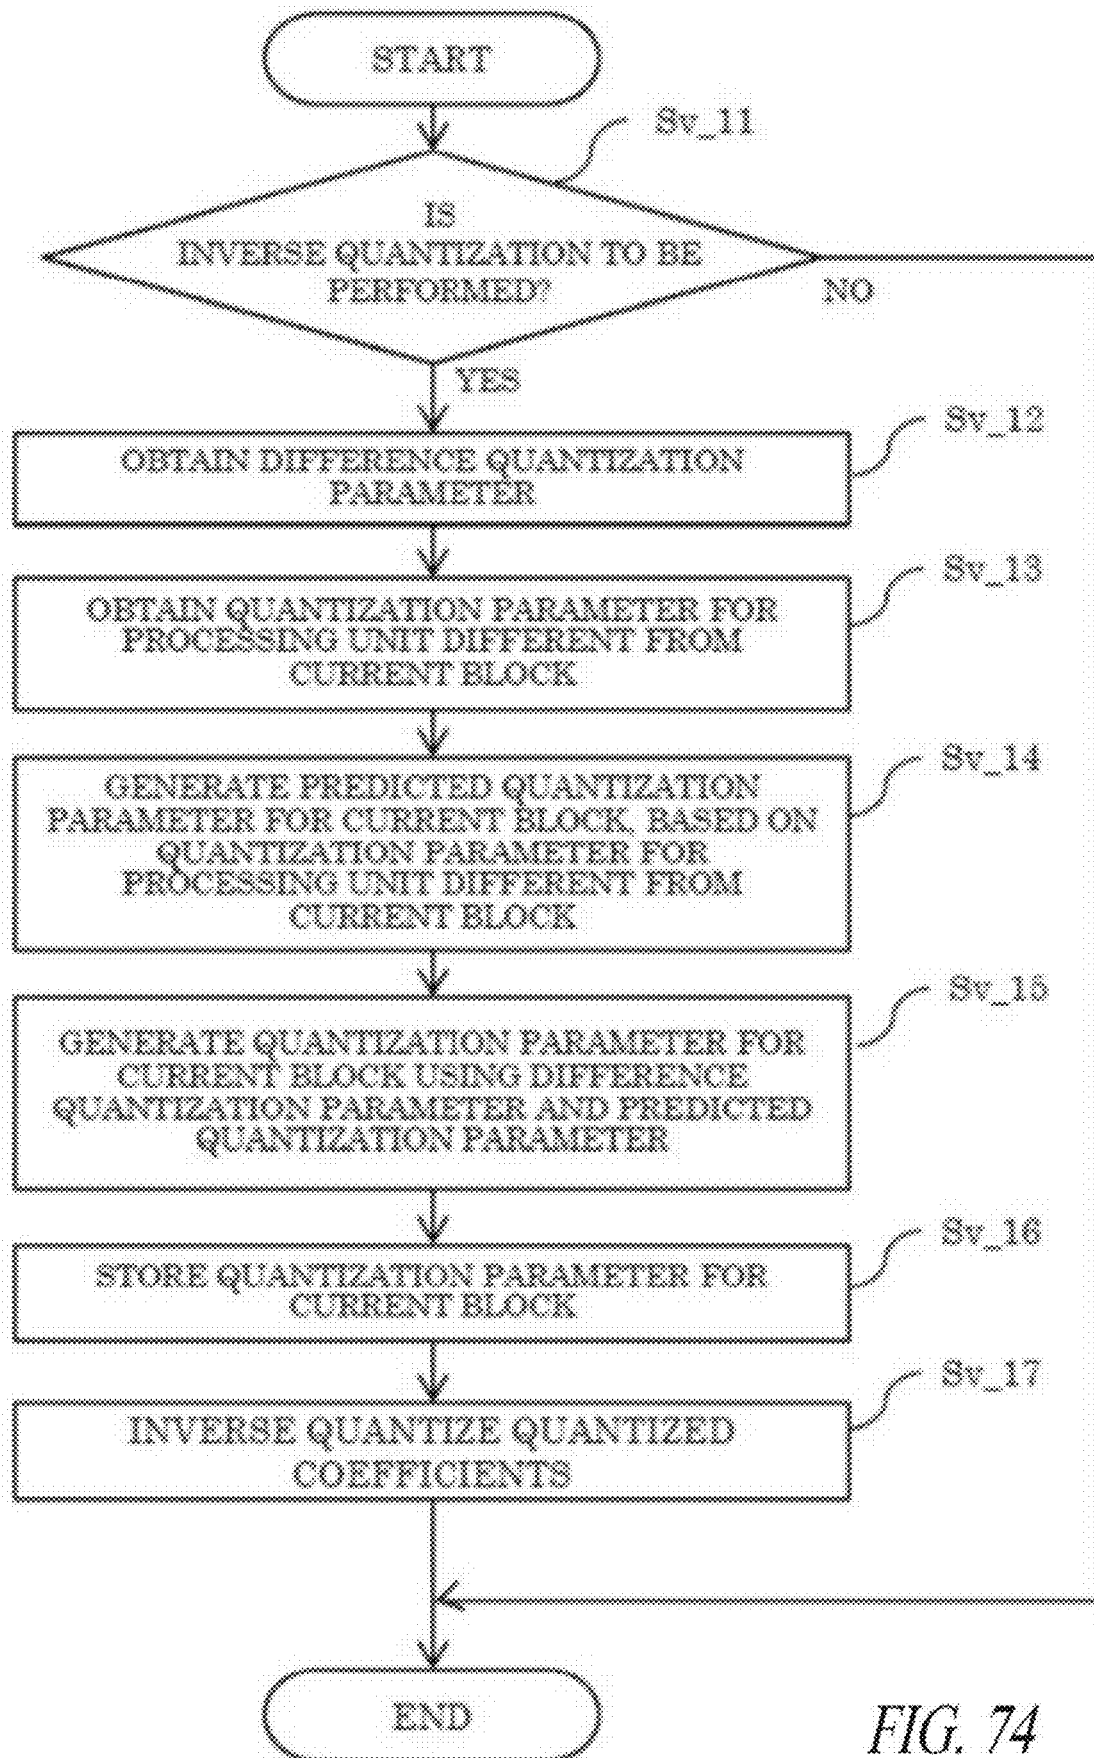 START
Sv_11
IS
INVERSE QUANTIZATION TO BE
PERFORMED?
NO
YES
Sv_12
OBTAIN DIFFERENCE QUANTIZATION
PARAMETER
Sv_13
OBTAIN QUANTIZATION PARAMETER FOR
PROCESSING UNIT DIFFERENT FROM
CURRENT BLOCK
Sv_14
GENERATE PREDICTED QUANTIZATION
PARAMETER FOR CURRENT BLOCK, BASED ON
QUANTIZATION PARAMETER FOR
PROCESSING UNIT DIFFERENT FROM
CURRENT BLOCK
Sv_15
GENERATE QUANTIZATION PARAMETER FOR
CURRENT BLOCK USING DIFFERENCE
QUANTIZATION PARAMETER AND PREDICTED
QUANTIZATION PARAMETER
Sv_16
STORE QUANTIZATION PARAMETER FOR
CURRENT BLOCK
Sv_17
INVERSE QUANTIZE QUANTIZED
COEFFICIENTS
END
FIG. 74